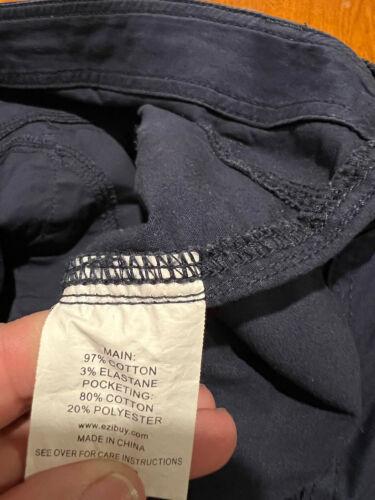 MAIN:
97% COTTON
3% ELASTANE
POCKETING:
80% COTTON
20% POLYESTER
www.ezibuy.com
MADE IN CHINA
SEE OVER FOR CARE INSTRUCTIONS